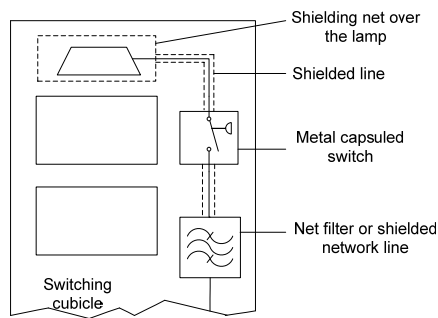 Shielding net over
the lamp
Shielded line
Metal capsuled
switch
Net filter or shielded
network line
Switching
cubicle